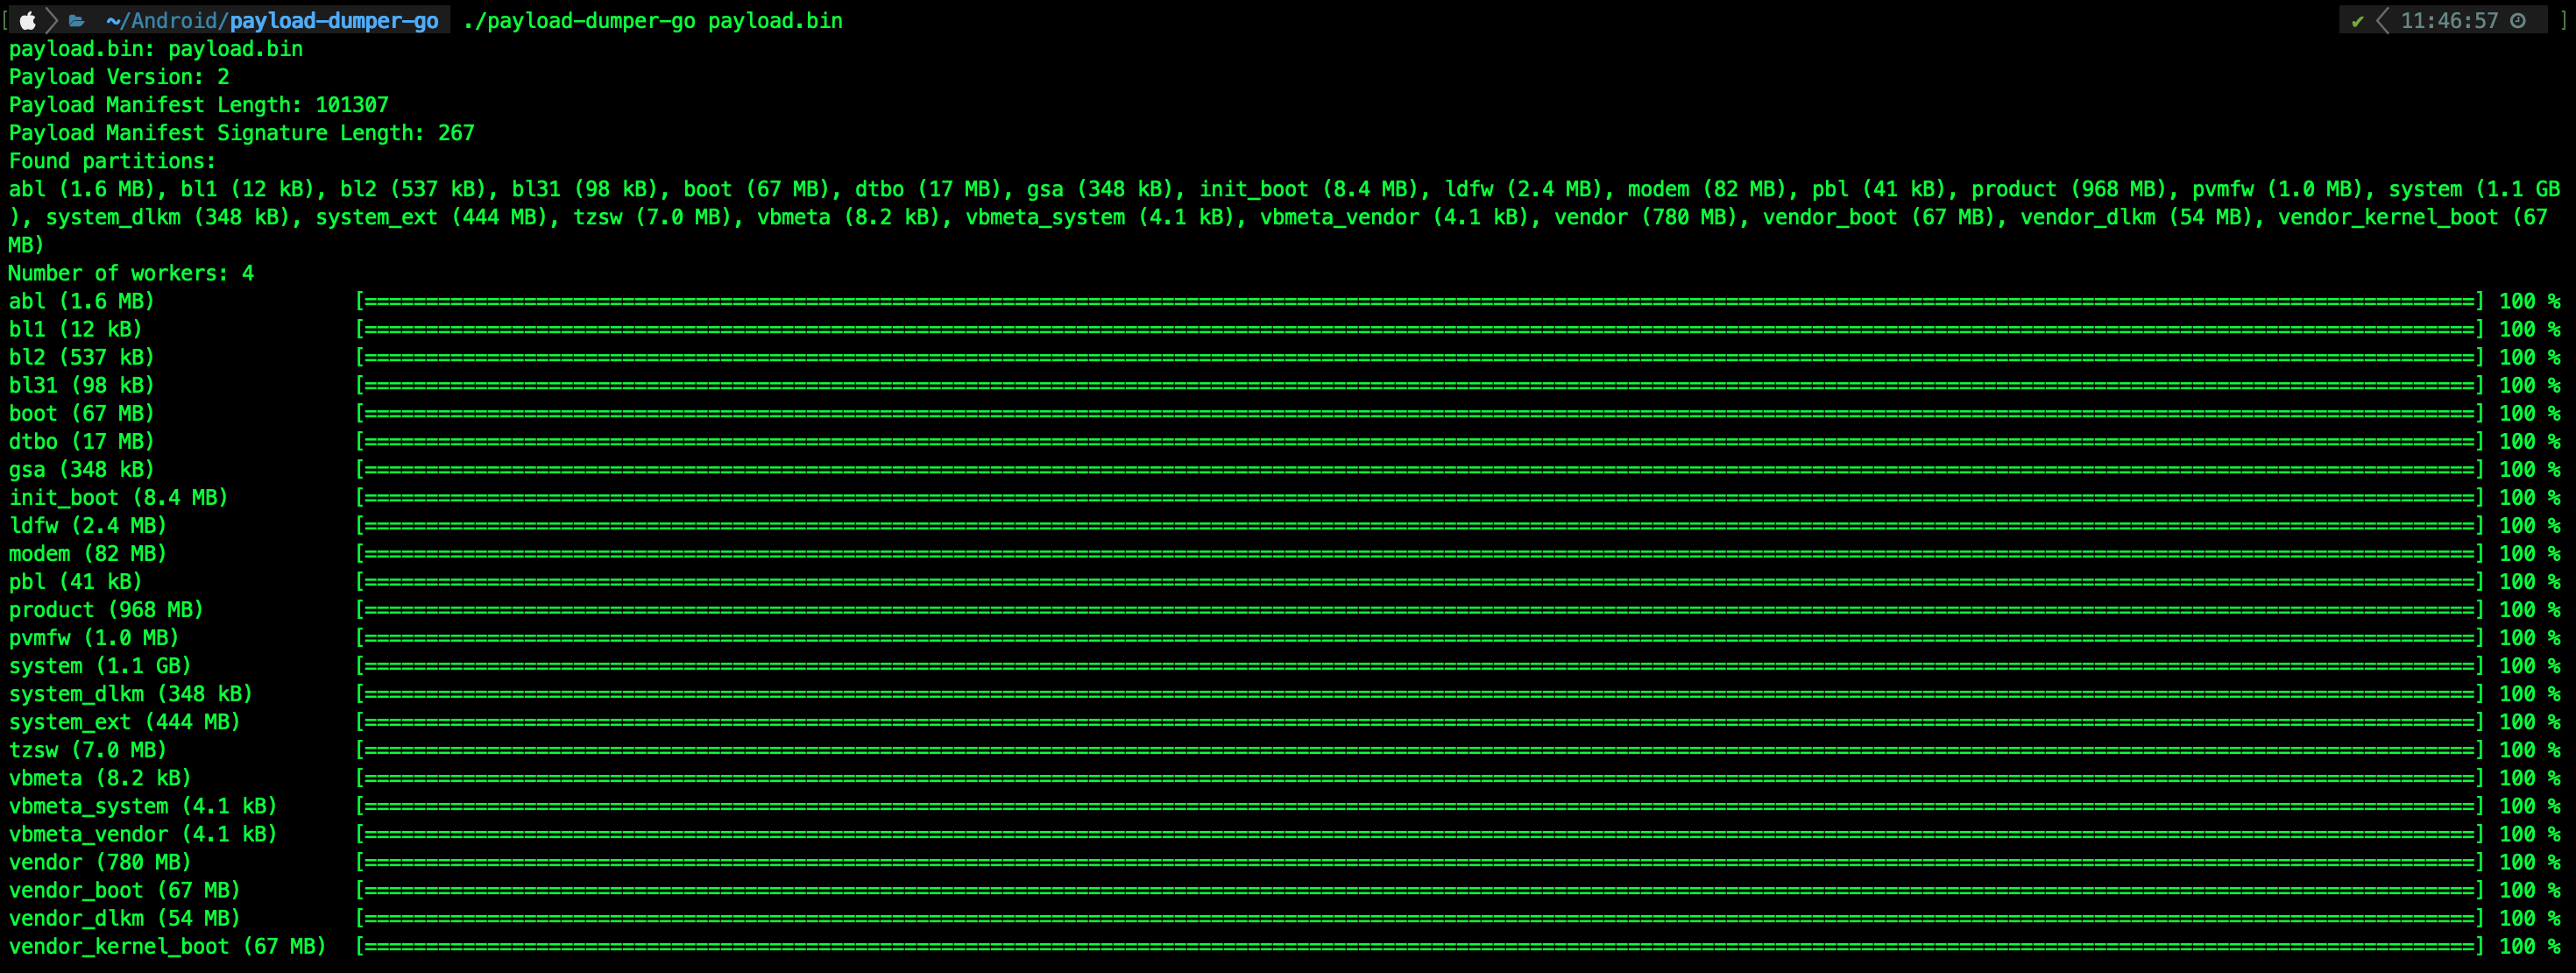 ~/Android/payload-dumper-go ./payload-dumper-go payload.bin ✔ 11:46:57
payload.bin: payload.bin
Payload Version: 2
Payload Manifest Length: 101307
Payload Manifest Signature Length: 267
Found partitions:
abl (1.6 MB), bl1 (12 kB), bl2 (537 kB), bl31 (98 kB), boot (67 MB), dtbo (17 MB), gsa (348 kB), init_boot (8.4 MB), ldfw (2.4 MB), modem (82 MB), pbl (41 kB), product (968 MB), pvmfw (1.0 MB), system (1.1 GB
), system_dlkm (348 kB), system_ext (444 MB), tzsw (7.0 MB), vbmeta (8.2 kB), vbmeta_system (4.1 kB), vbmeta_vendor (4.1 kB), vendor (780 MB), vendor_boot (67 MB), vendor_dlkm (54 MB), vendor_kernel_boot (67
MB)
Number of workers: 4
abl (1.6 MB) 100 %
bl1 (12 kB) 100 %
bl2 (537 kB) 100 %
bl31 (98 kB) 100 %
boot (67 MB) 100 %
dtbo (17 MB) 100 %
gsa (348 kB) 100 %
init_boot (8.4 MB) 100 %
ldfw (2.4 MB) 100 %
modem (82 MB) 100 %
pbl (41 kB) 100 %
product (968 MB) 100 %
pvmfw (1.0 MB) 100 %
system (1.1 GB) 100 %
system_dlkm (348 kB) 100 %
system_ext (444 MB) 100 %
tzsw (7.0 MB) 100 %
vbmeta (8.2 kB) 100 %
vbmeta_system (4.1 kB) 100 %
vbmeta_vendor (4.1 kB) 100 %
vendor (780 MB) 100 %
vendor_boot (67 MB) 100 %
vendor_dlkm (54 MB) 100 %
vendor_kernel_boot (67 MB) 100 %